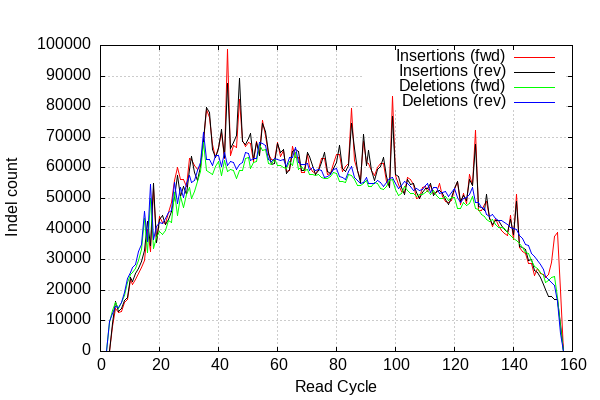 100000
90000
80000
70000
60000
50000
40000
30000
20000
10000
0
Indel count
Insertions (fwd)
Insertions (rev)
Deletions (fwd)
Deletions (rev)
0 20 40 60 80 100 120 140 160
Read Cycle